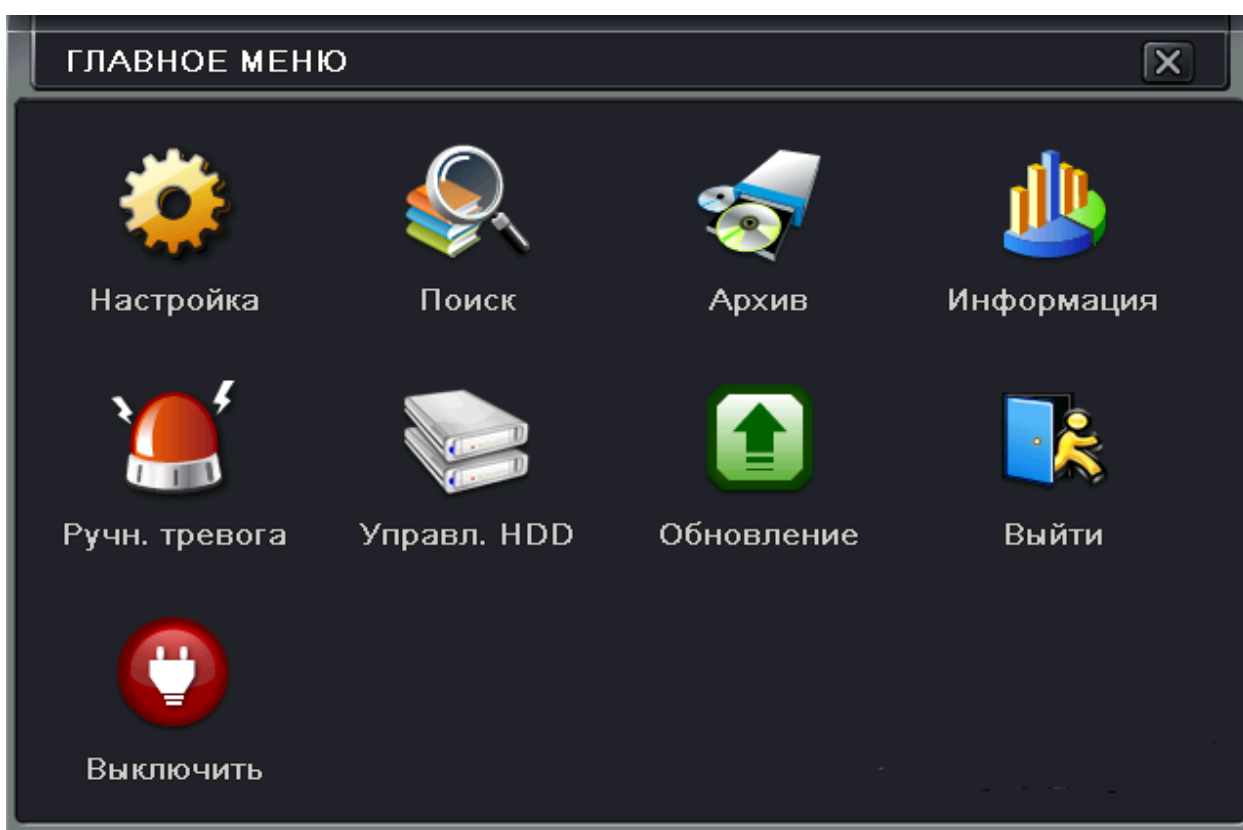 ГЛАВНОЕ МЕНЮ
Настройка
Поиск
Архив
Информация
Ручн. тревога
Управл. HDD
Обновление
Выйти
Выключить